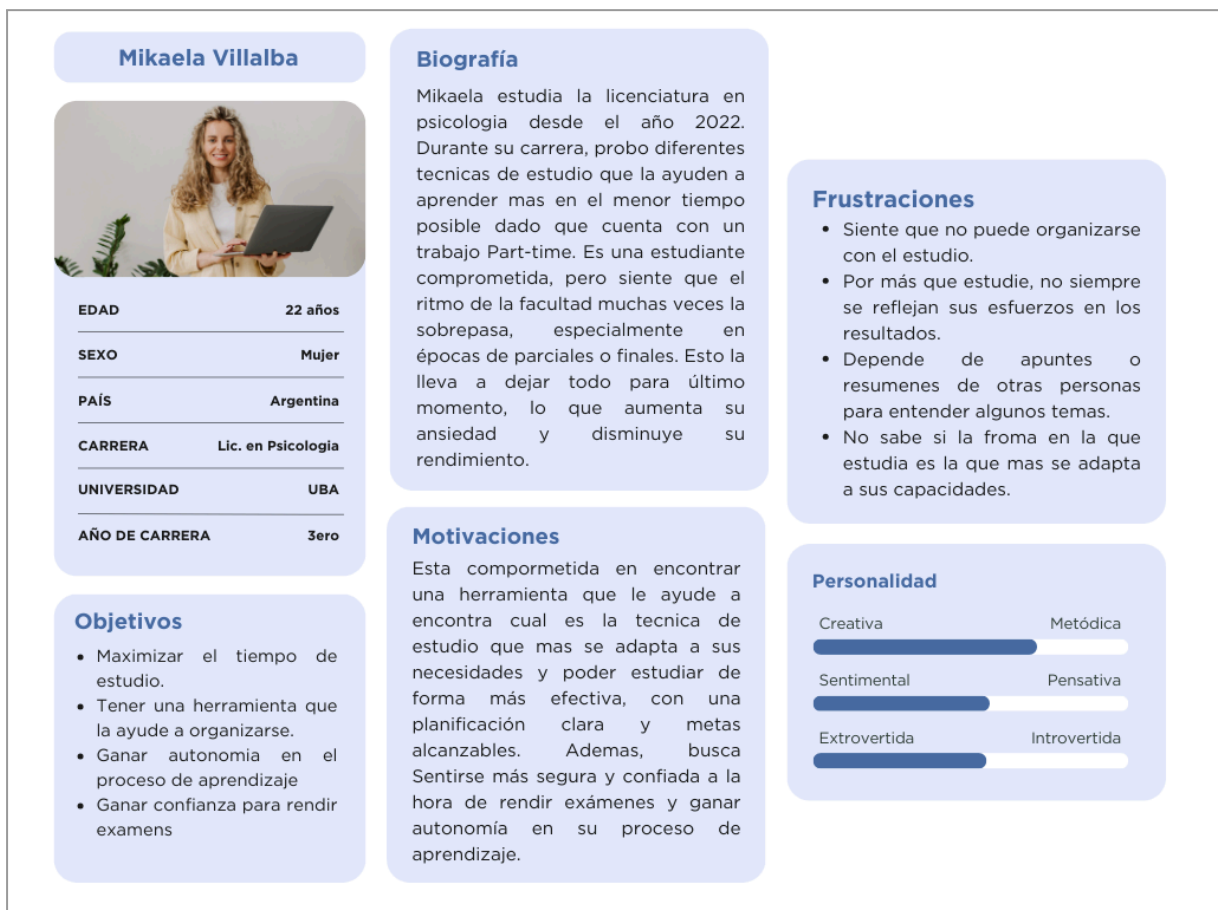 Mikaela Villalba
EDAD 22 años
SEXO Mujer
PAÍS Argentina
CARRERA Lic. en Psicologia
UNIVERSIDAD UBA
AÑO DE CARRERA 3ero
Objetivos
• Maximizar el tiempo de
estudio.
• Tener una herramienta que
la ayude a organizarse.
• Ganar autonomia en el
proceso de aprendizaje
• Ganar confianza para rendir
examens
Biografía
Mikaela estudia la licenciatura en
psicologia desde el año 2022.
Durante su carrera, probo diferentes
tecnicas de estudio que la ayuden a
aprender mas en el menor tiempo
posible dado que cuenta con un
trabajo Part-time. Es una estudiante
comprometida, pero siente que el
ritmo de la facultad muchas veces la
sobrepasa, especialmente en
épocas de parciales o finales. Esto la
lleva a dejar todo para último
momento, lo que aumenta su
ansiedad y disminuye su
rendimiento.
Motivaciones
Esta compormetida en encontrar
una herramienta que le ayude a
encontra cual es la tecnica de
estudio que mas se adapta a sus
necesidades y poder estudiar de
forma más efectiva, con una
planificación clara y metas
alcanzables. Ademas, busca
Sentirse más segura y confiada a la
hora de rendir exámenes y ganar
autonomía en su proceso de
aprendizaje.
Frustraciones
• Siente que no puede organizarse
con el estudio.
• Por más que estudie, no siempre
se reflejan sus esfuerzos en los
resultados.
• Depende de apuntes o
resumenes de otras personas
para entender algunos temas.
• No sabe si la froma en la que
estudia es la que mas se adapta
a sus capacidades.
Personalidad
Creativa Metódica
Sentimental Pensativa
Extrovertida Introvertida